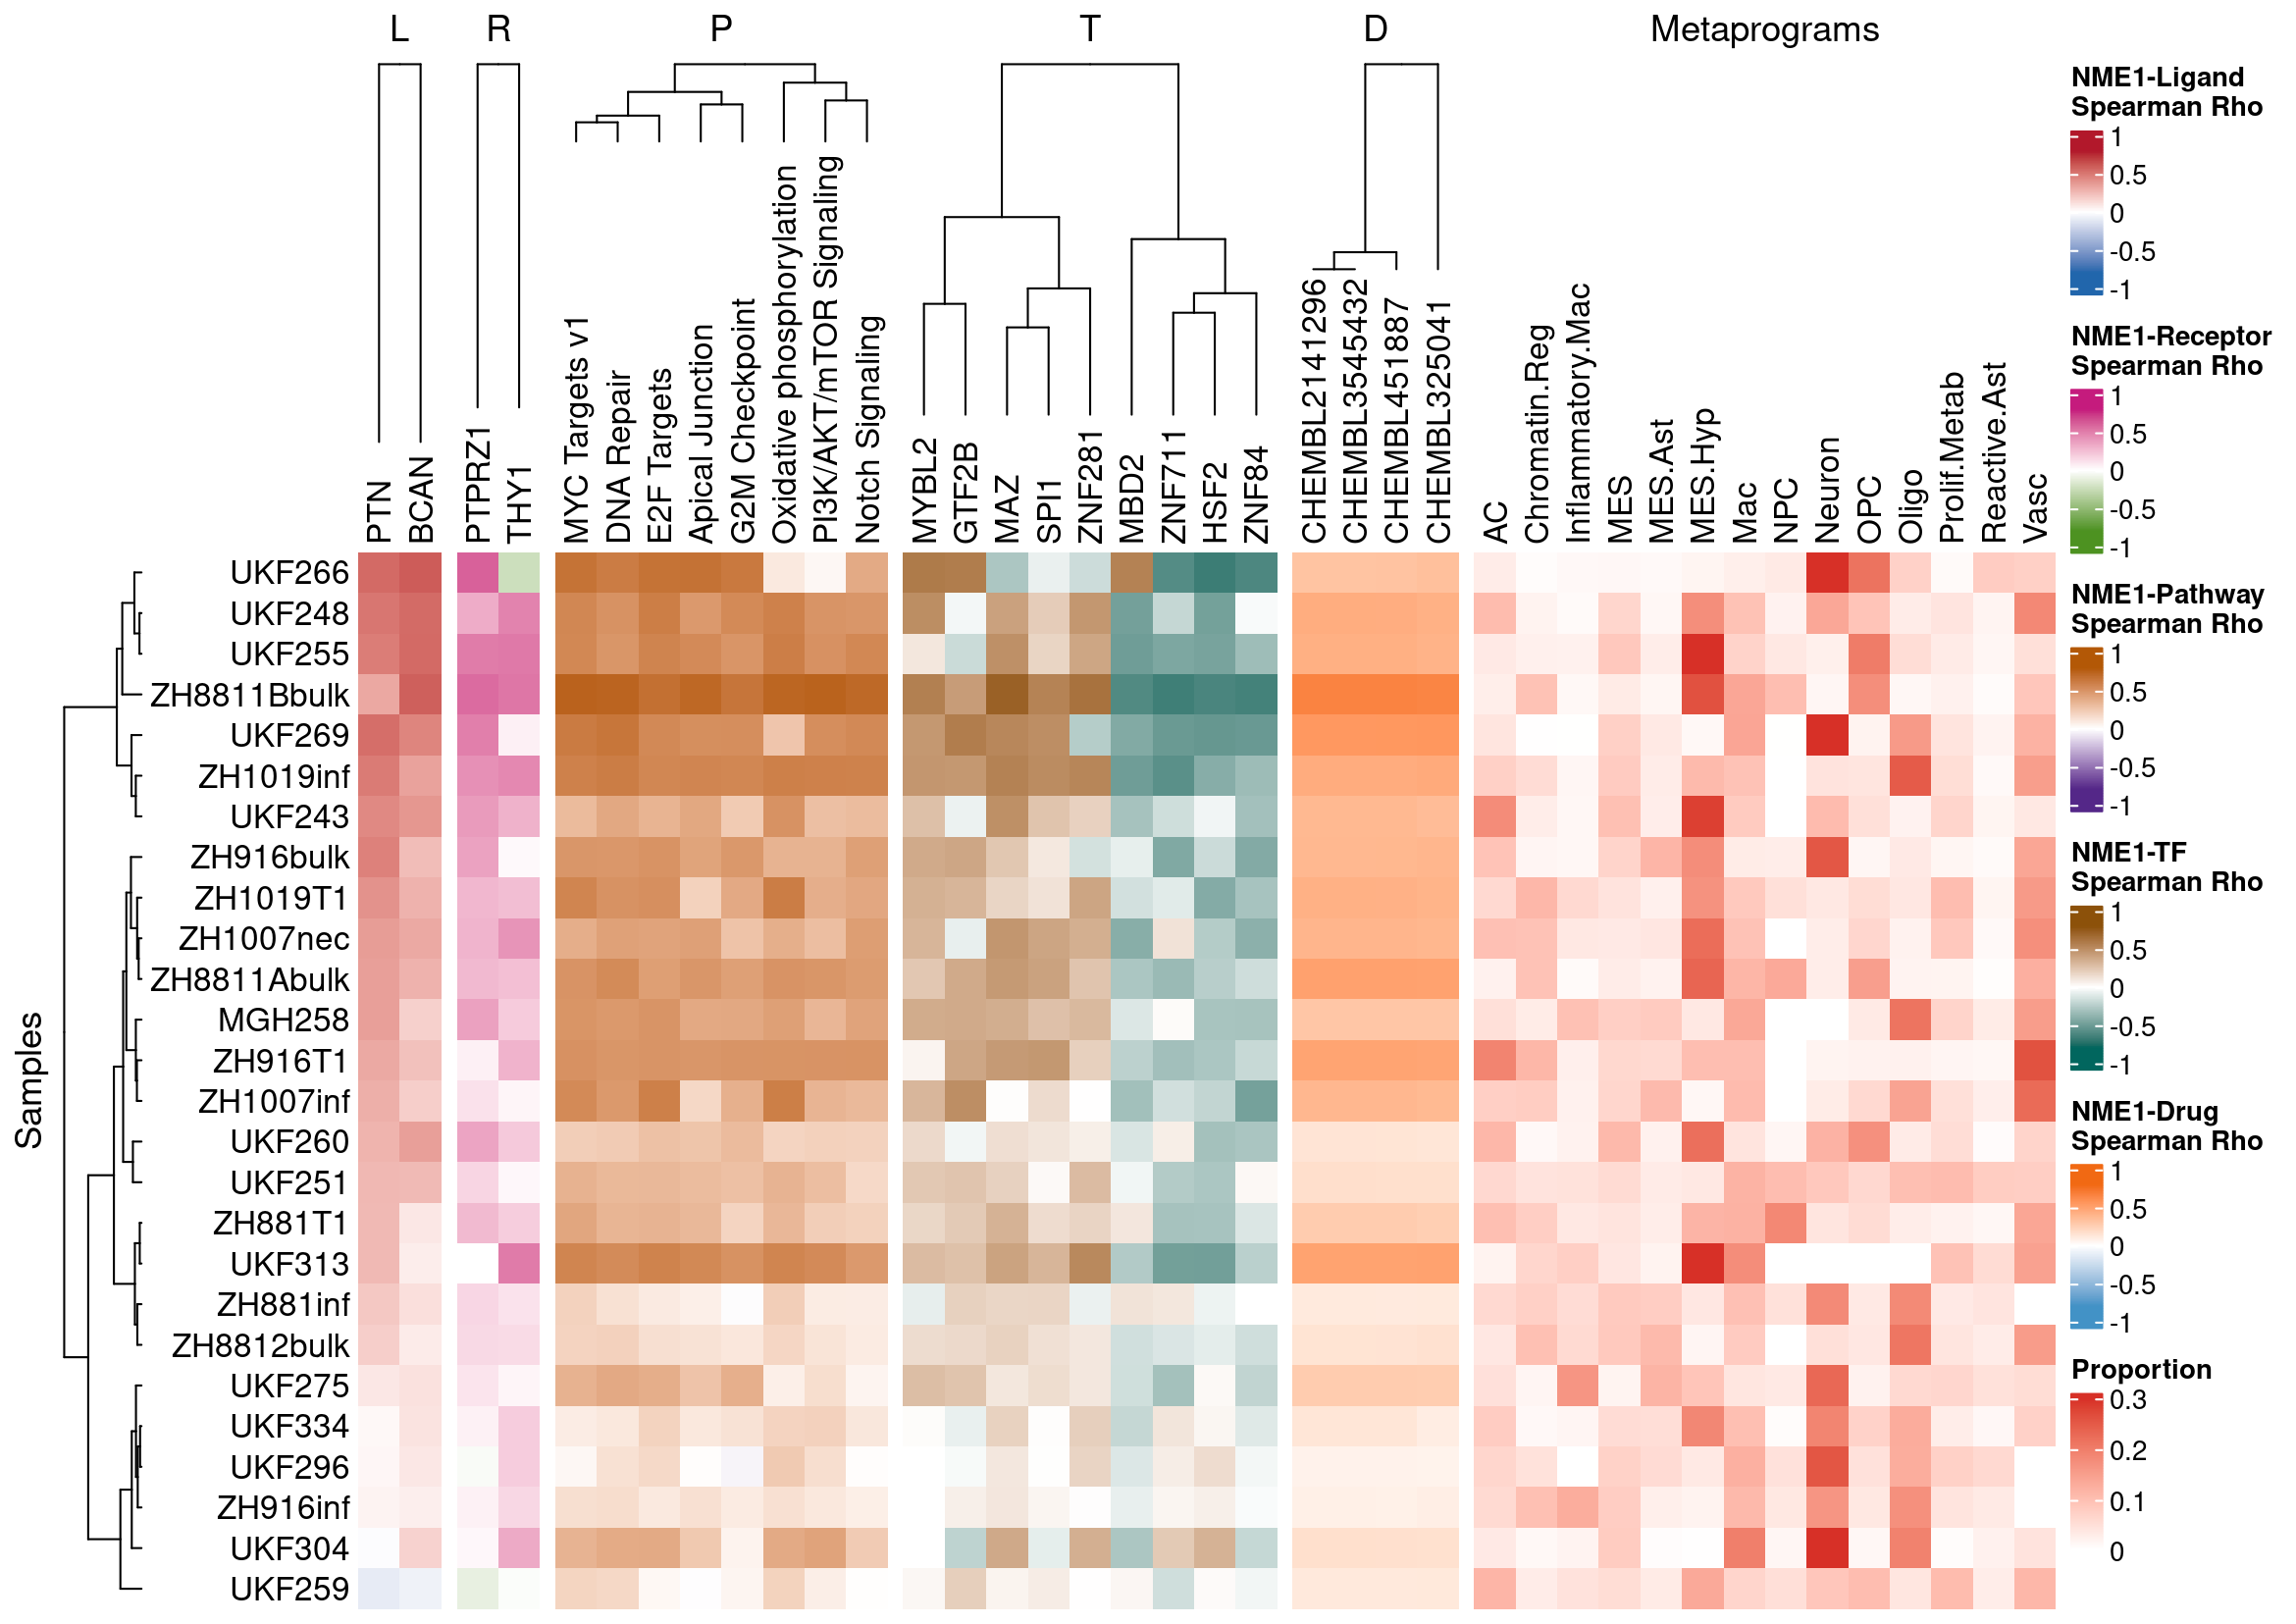 L R P T D Metaprograms
PTN
BCAN
PTPRZ1
THY1
MYC Targets v1
DNA Repair
E2F Targets
Apical Junction
G2M Checkpoint
Oxidative phosphorylation
PI3K/AKT/mTOR Signaling
Notch Signaling
MYBL2
GTF2B
MAZ
SPI1
ZNF281
MBD2
ZNF711
HSF2
ZNF84
CHEMBL2141296
CHEMBL3545432
CHEMBL451887
CHEMBL325041
AC
Chromatin.Reg
Inflammatory.Mac
MES
MES.Ast
MES.Hyp
Mac
NPC
Neuron
OPC
Oligo
Prolif.Metab
Reactive.Ast
Vasc
Samples
UKF266
UKF248
UKF255
ZH8811Bbulk
UKF269
ZH1019inf
UKF243
ZH916bulk
ZH1019T1
ZH1007nec
ZH8811Abulk
MGH258
ZH916T1
ZH1007inf
UKF260
UKF251
ZH881T1
UKF313
ZH881inf
ZH8812bulk
UKF275
UKF334
UKF296
ZH916inf
UKF304
UKF259
NME1-Ligand
Spearman Rho
1
0.5
0
-0.5
-1
NME1-Receptor
Spearman Rho
1
0.5
0
-0.5
-1
NME1-Pathway
Spearman Rho
1
0.5
0
-0.5
-1
NME1-TF
Spearman Rho
1
0.5
0
-0.5
-1
NME1-Drug
Spearman Rho
1
0.5
0
-0.5
-1
Proportion
0.3
0.2
0.1
0